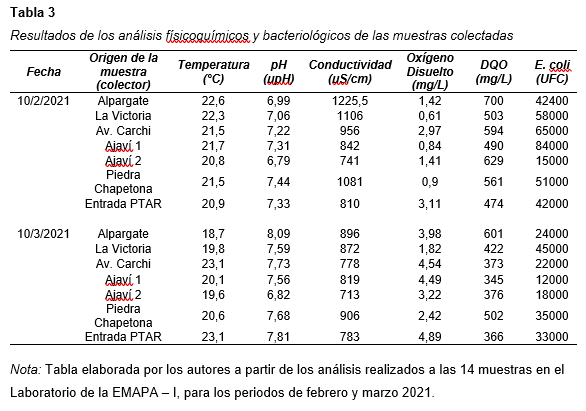 Tabla 3
Resultados de los análisis físicoquímicos y bacteriológicos de las muestras colectadas
Fecha Origen de la muestra (colector) Temperatura (°C) pH (upH) Conductividad (uS/cm) Oxígeno Disuelto (mg/L) DQO (mg/L) E. coli (UFC)
10/2/2021 Alpargate 22,6 6,99 1225,5 1,42 700 42400
La Victoria 22,3 7,06 1106 0,61 503 58000
Av. Carchi 21,5 7,22 956 2,97 594 65000
Ajaví 1 21,7 7,31 842 0,84 490 84000
Ajaví 2 20,8 6,79 741 1,41 629 15000
Piedra Chapetona 21,5 7,44 1081 0,9 561 51000
Entrada PTAR 20,9 7,33 810 3,11 474 42000
10/3/2021 Alpargate 18,7 8,09 896 3,98 601 24000
La Victoria 19,8 7,59 872 1,82 422 45000
Av. Carchi 23,1 7,73 778 4,54 373 22000
Ajaví 1 20,1 7,56 819 4,49 345 12000
Ajaví 2 19,6 6,82 713 3,22 376 18000
Piedra Chapetona 20,6 7,68 906 2,42 502 35000
Entrada PTAR 23,1 7,81 783 4,89 366 33000
Nota: Tabla elaborada por los autores a partir de los análisis realizados a las 14 muestras en el
Laboratorio de la EMAPA – I, para los periodos de febrero y marzo 2021.